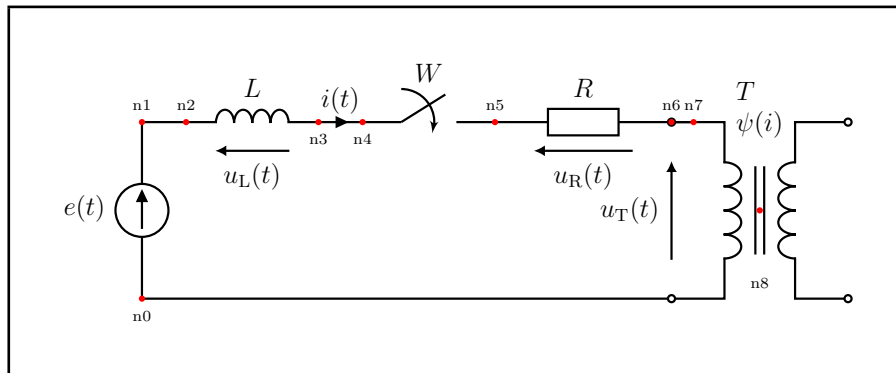 L
i(t)
W
R
T
ψ(i)
n1
n2
n3
n4
n5
n6
n7
u_L(t)
u_R(t)
u_T(t)
e(t)
n8
n0